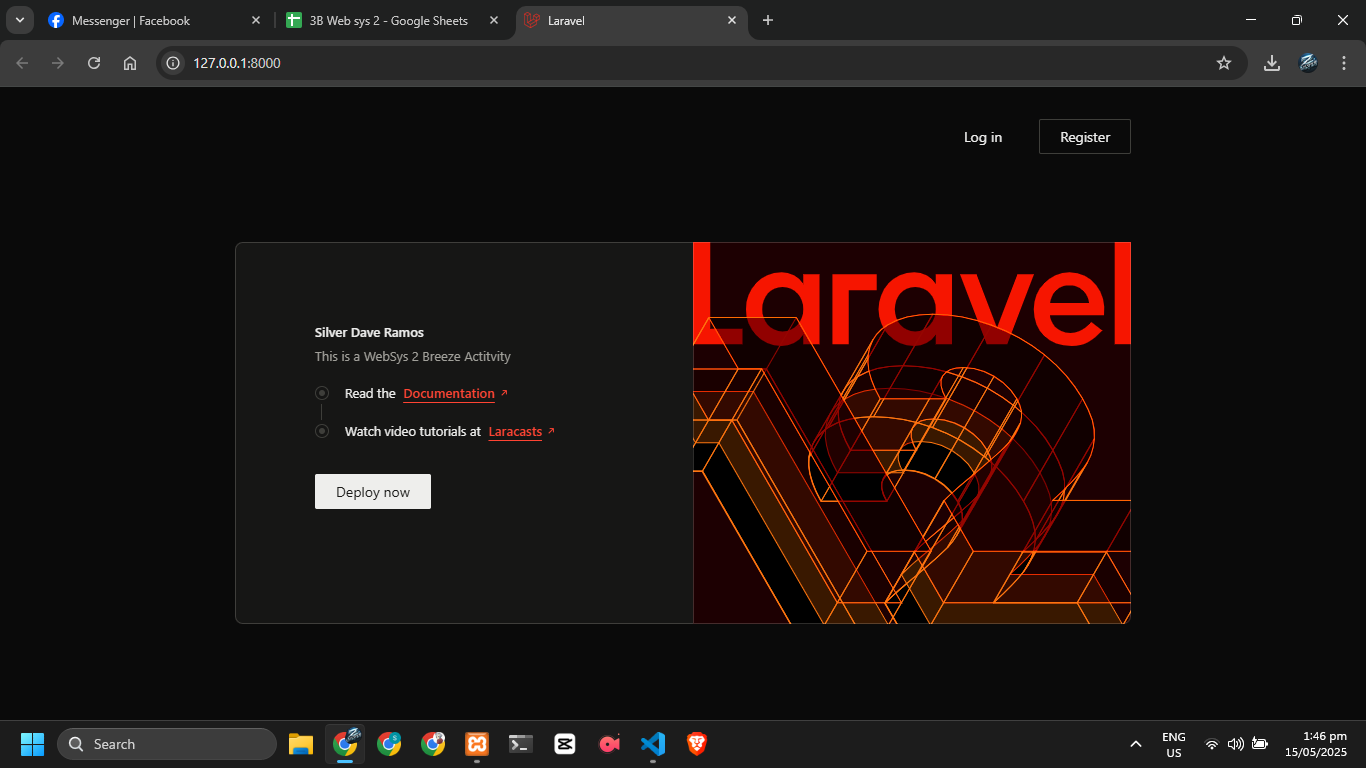 Messenger | Facebook
3B Web sys 2 - Google Sheets
Laravel
127.0.0.1:8000
Log in
Register
Laravel
Silver Dave Ramos
This is a WebSys 2 Breeze Actitvity
Read the Documentation
Watch video tutorials at Laracasts
Deploy now
Search
ENG
US
1:46 pm
15/05/2025